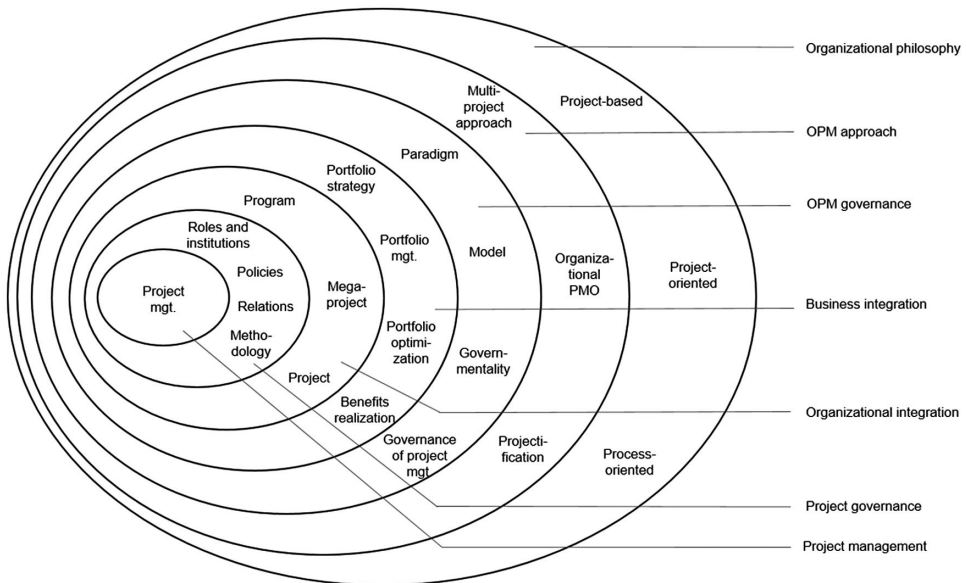 Organizational philosophy
Multi-
project
approach
Project-based
OPM approach
Paradigm
Portfolio
strategy
Program
OPM governance
Roles and
institutions
Portfolio
mgt.
Model
Organiza-
tional
PMO
Project-
oriented
Policies
Project
mgt.
Mega-
project
Relations
Business integration
Metho-
dology
Portfolio
optimi-
zation
Govern-
mentality
Project
Benefits
realization
Organizational integration
Governance
of project
mgt
Projecti-
fication
Process-
oriented
Project governance
Project management